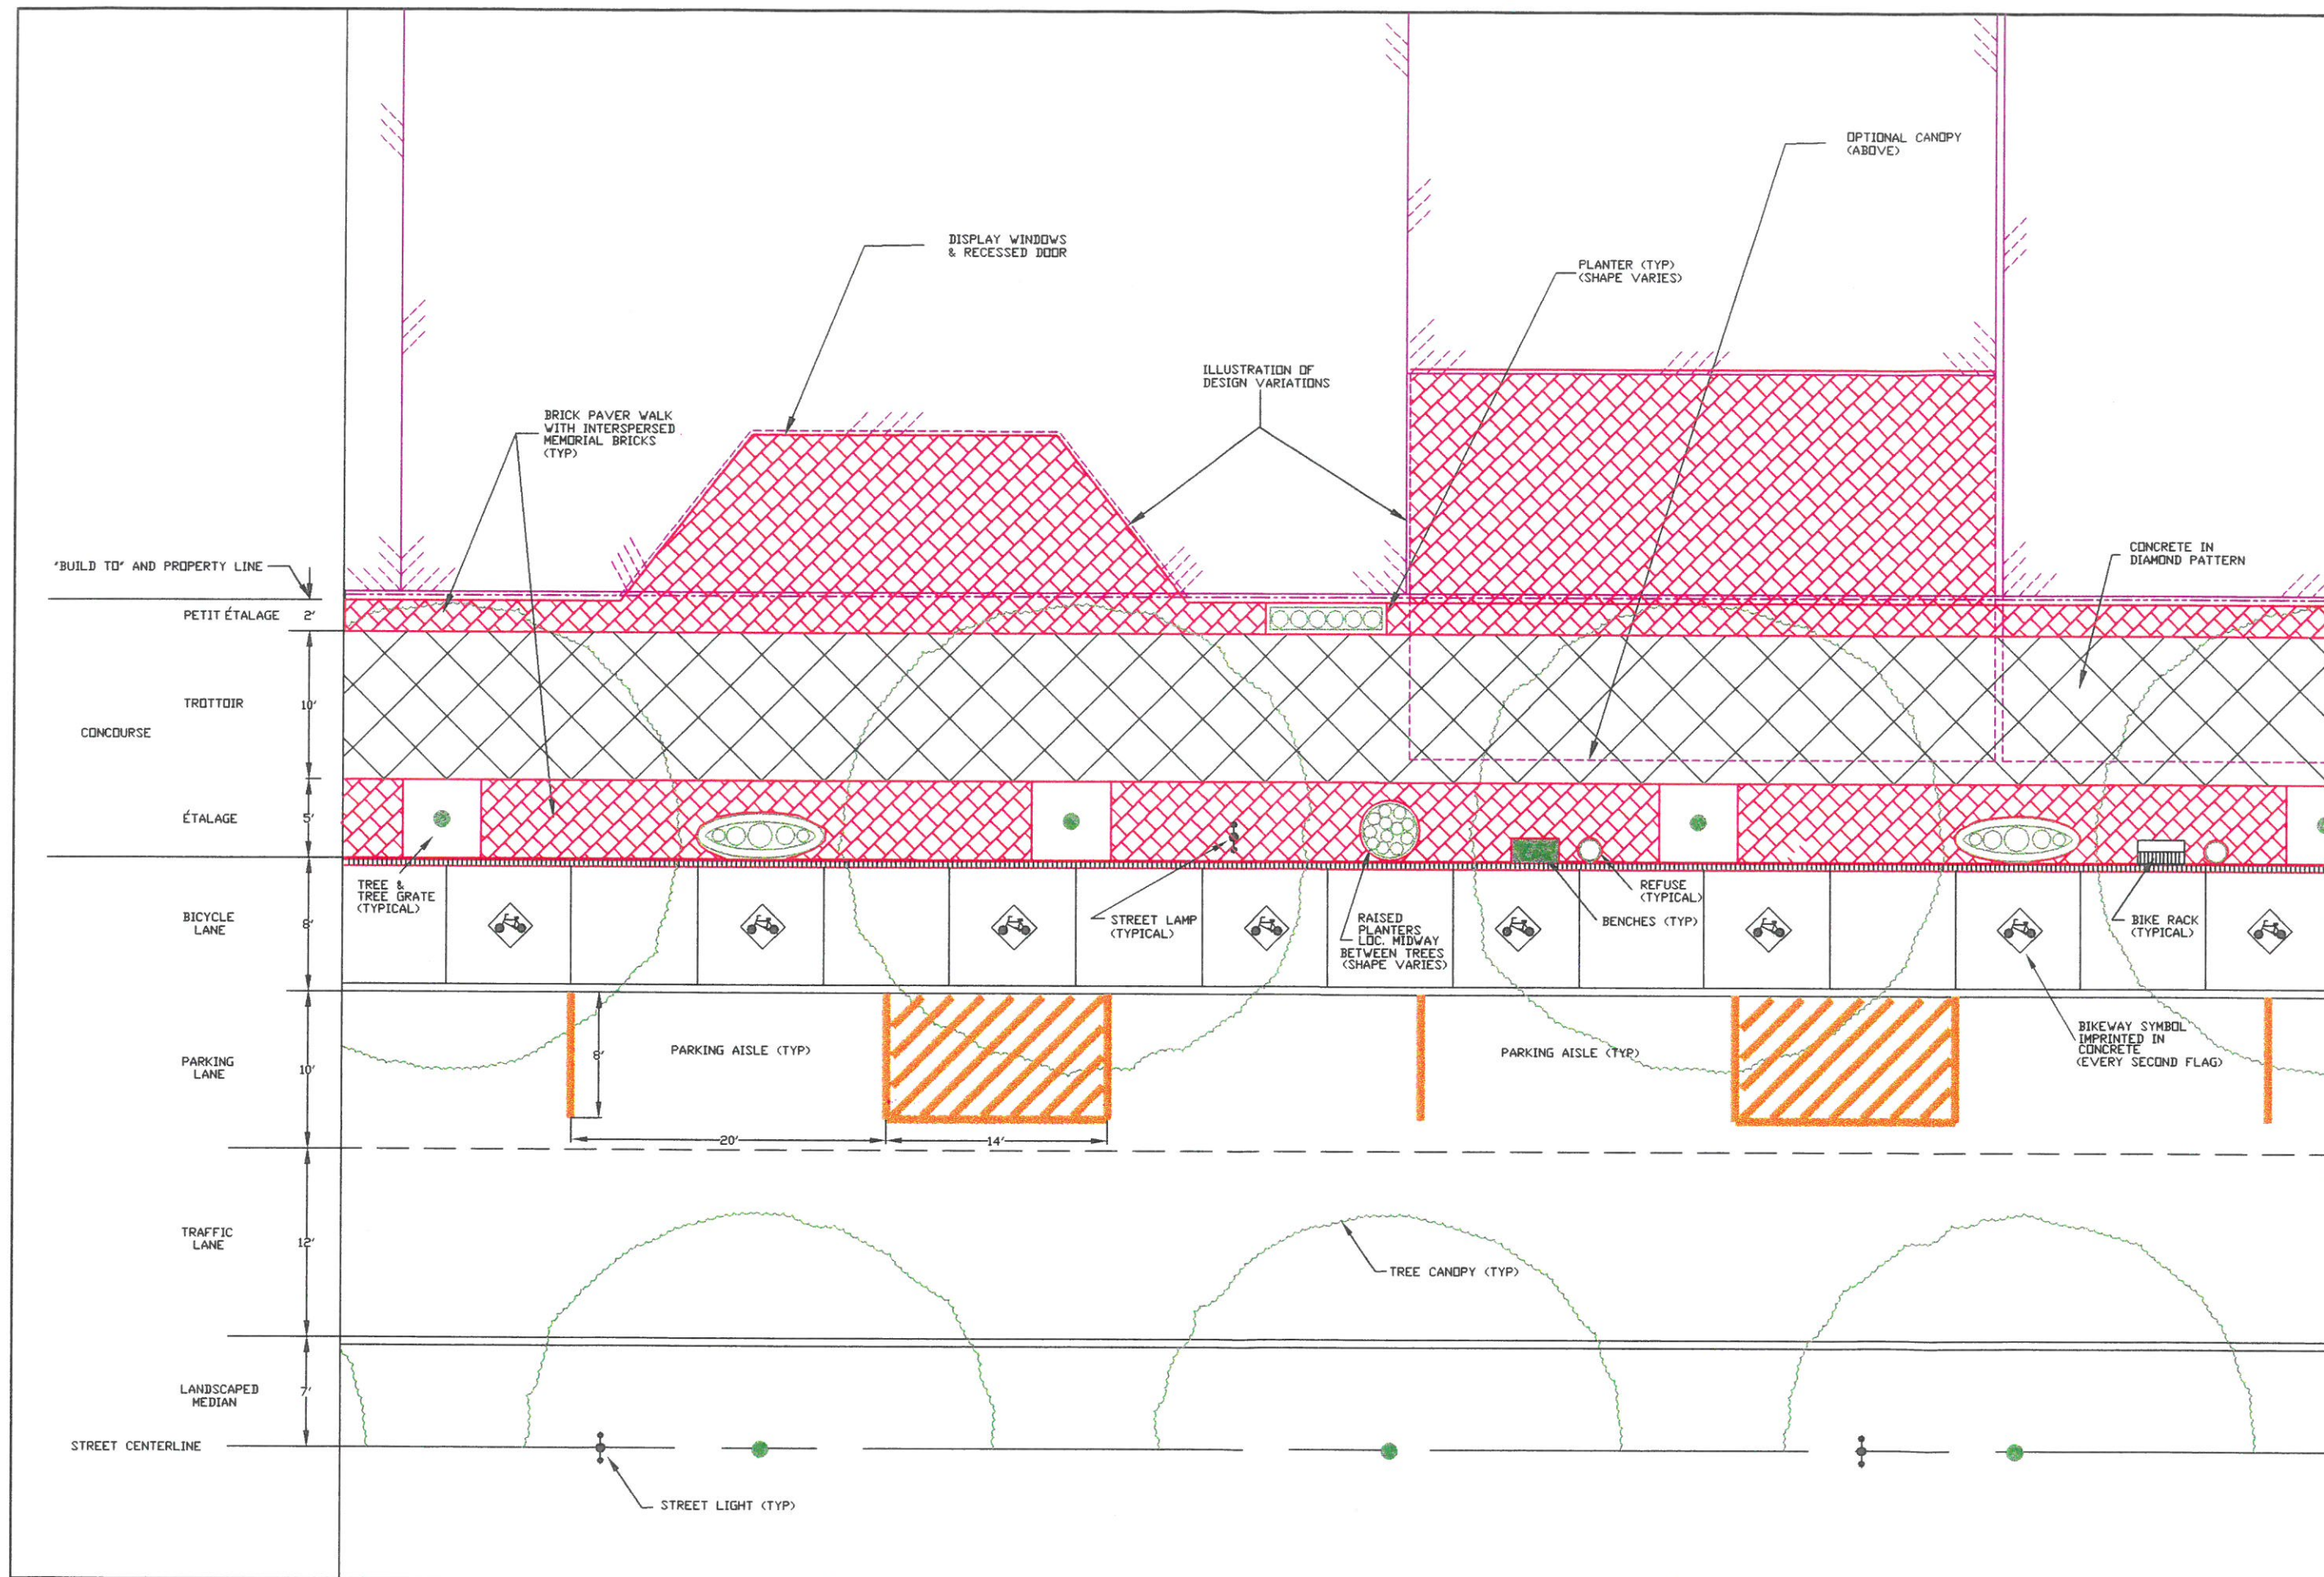 OPTIONAL CANOPY
(ABOVE)
DISPLAY WINDOWS
& RECESSED DOOR
PLANTER (TYP)
(SHAPE VARIES)
ILLUSTRATION OF
DESIGN VARIATIONS
BRICK PAVER WALK
WITH INTERSPERSED
MEMORIAL BRICKS
(TYP)
CONCRETE IN
DIAMOND PATTERN
"BUILD TO" AND PROPERTY LINE
PETIT ÉTALAGE 2'
TROTTOIR
10'
CONCOURSE
ÉTALAGE 5'
TREE &
TREE GRATE
(TYPICAL)
BICYCLE
LANE
8'
STREET LAMP
(TYPICAL)
RAISED
PLANTERS
LOC. MIDWAY
BETWEEN TREES
(SHAPE VARIES)
REFUSE
(TYPICAL)
BENCHES (TYP)
BIKE RACK
(TYPICAL)
BIKEWAY SYMBOL
IMPRINTED IN
CONCRETE
(EVERY SECOND FLAG)
PARKING
LANE
10'
8'
PARKING AISLE (TYP)
PARKING AISLE (TYP)
20'
14'
TRAFFIC
LANE
12'
TREE CANOPY (TYP)
LANDSCAPED
MEDIAN
7'
STREET CENTERLINE
STREET LIGHT (TYP)